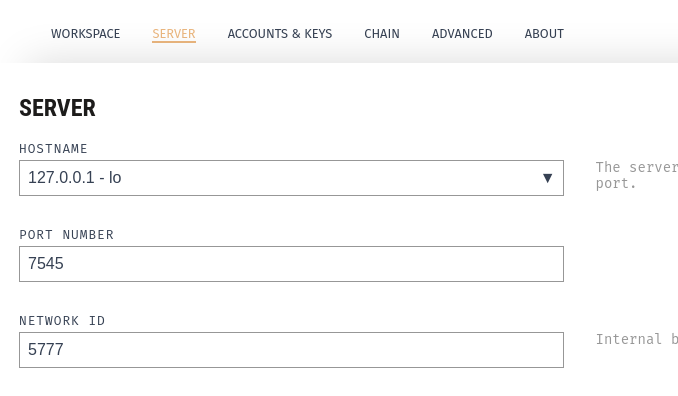 WORKSPACE SERVER ACCOUNTS & KEYS CHAIN ADVANCED ABOUT
SERVER
HOSTNAME
127.0.0.1 - lo ▼
The server
port.
PORT NUMBER
7545
NETWORK ID
5777
Internal b